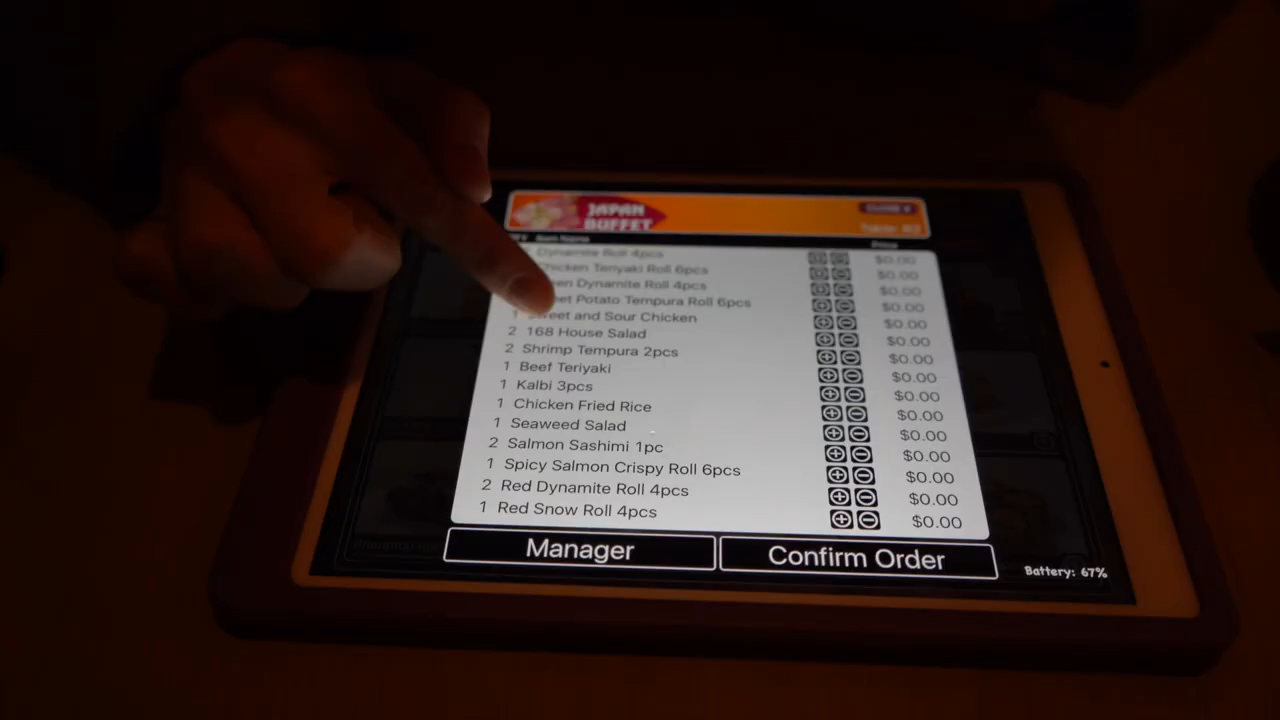 JAPAN
BUFFET
Item Name Price
Dynamite Roll 4pcs $0.00
Chicken Teriyaki Roll 6pcs $0.00
Dynamite Roll 4pcs $0.00
Potato Tempura Roll 6pcs $0.00
1 Sweet and Sour Chicken $0.00
2 168 House Salad $0.00
2 Shrimp Tempura 2pcs $0.00
1 Beef Teriyaki $0.00
1 Kalbi 3pcs $0.00
1 Chicken Fried Rice $0.00
1 Seaweed Salad $0.00
2 Salmon Sashimi 1pc $0.00
1 Spicy Salmon Crispy Roll 6pcs $0.00
2 Red Dynamite Roll 4pcs $0.00
1 Red Snow Roll 4pcs $0.00
Manager
Confirm Order
Battery: 67%